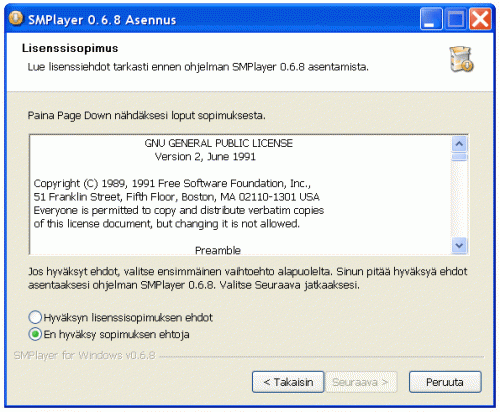 SMPlayer 0.6.8 Asennus
Lisenssisopimus
Lue lisenssiehdot tarkasti ennen ohjelman SMPlayer 0.6.8 asentamista.
Paina Page Down nähdäksesi loput sopimuksesta.
GNU GENERAL PUBLIC LICENSE
Version 2, June 1991
Copyright (C) 1989, 1991 Free Software Foundation, Inc.,
51 Franklin Street, Fifth Floor, Boston, MA 02110-1301 USA
Everyone is permitted to copy and distribute verbatim copies
of this license document, but changing it is not allowed.
Preamble
Jos hyväksyt ehdot, valitse ensimmäinen vaihtoehto alapuolelta. Sinun pitää hyväksyä ehdot
asentaaksesi ohjelman SMPlayer 0.6.8. Valitse Seuraava jatkaaksesi.
Hyväksyn lisenssisopimuksen ehdot
En hyväksy sopimuksen ehtoja
SMPlayer for Windows v0.6.8
< Takaisin
Seuraava >
Peruuta